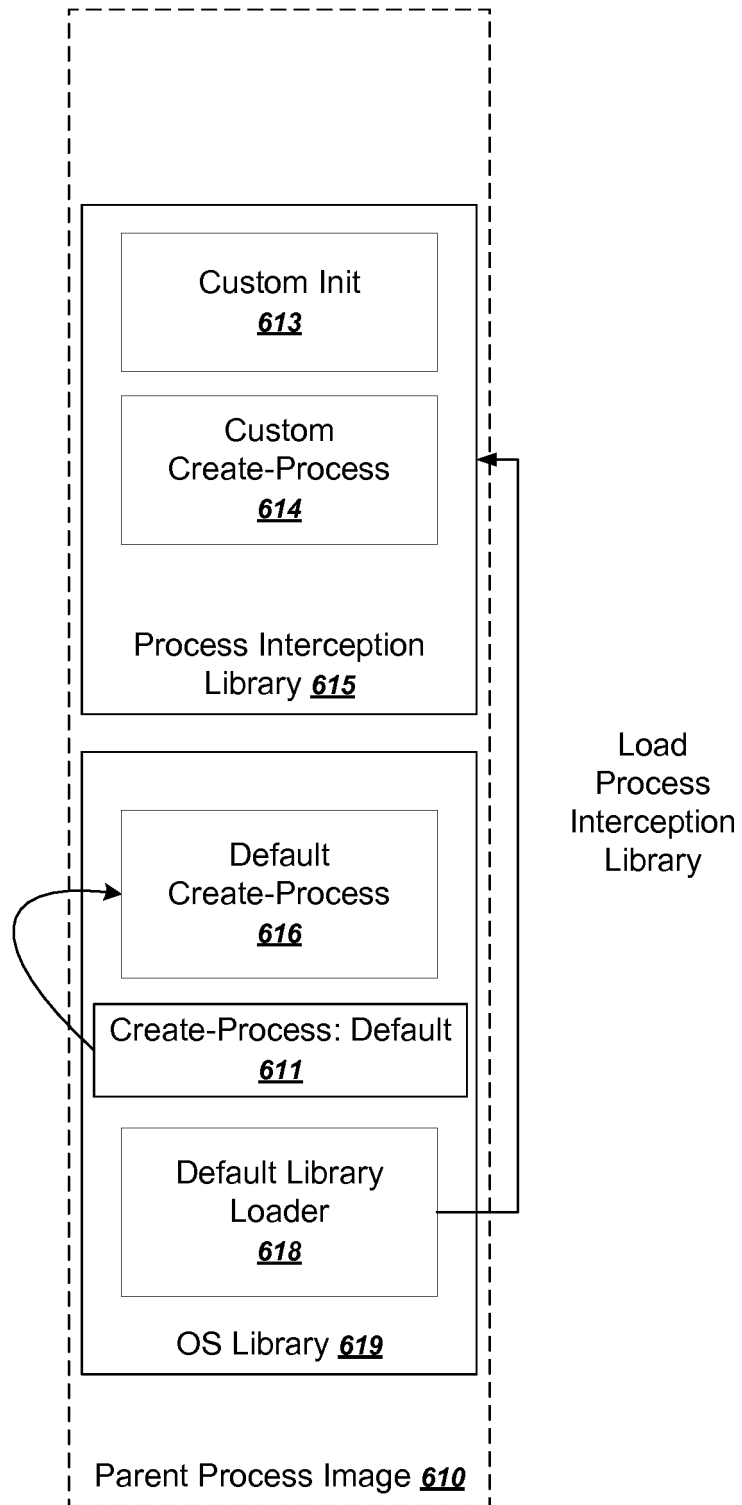 Custom Init
613
Custom
Create-Process
614
Process Interception
Library 615
Load
Process
Interception
Library
Default
Create-Process
616
Create-Process: Default
611
Default Library
Loader
618
OS Library 619
Parent Process Image 610